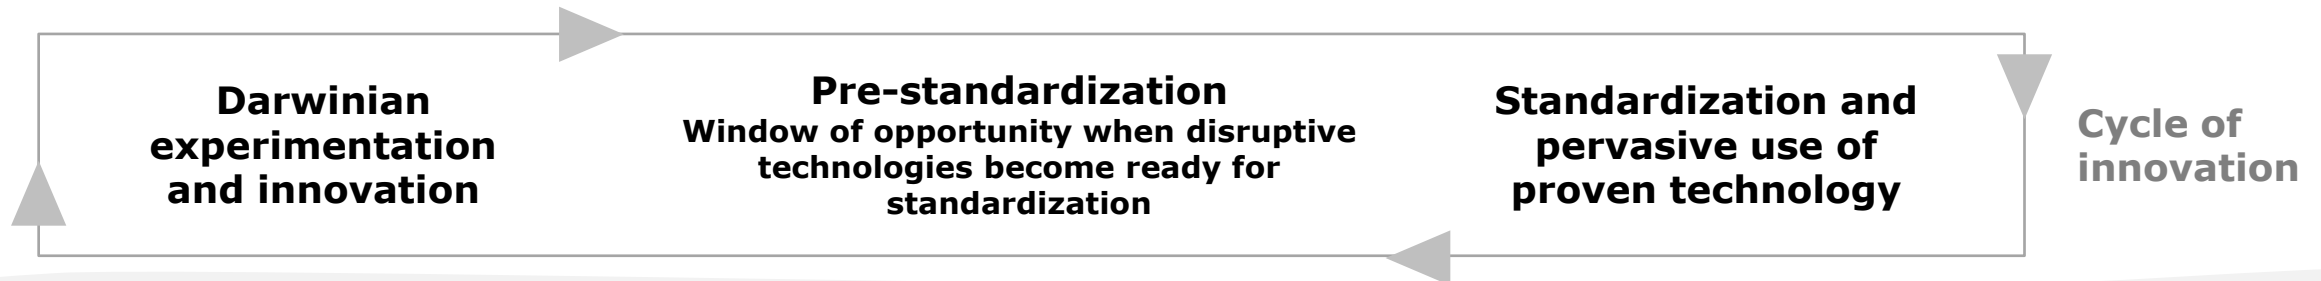 Darwinian
experimentation
and innovation
Pre-standardization
Window of opportunity when disruptive
technologies become ready for
standardization
Standardization and
pervasive use of
proven technology
Cycle of
innovation